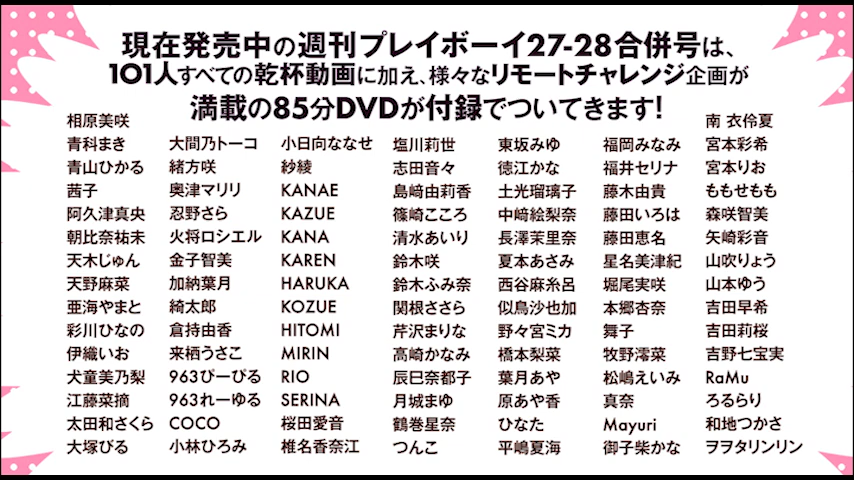 現在発売中の週刊プレイボーイ27-28合併号は、
101人すべての乾杯動画に加え、様々なリモートチャレンジ企画が
満載の85分DVDが付録でついてきます!
相原美咲
青科まき
青山ひかる
茜子
阿久津真央
朝比奈祐未
天木じゅん
天野麻菜
亜海やまと
彩川ひなの
伊織いお
犬童美乃梨
江藤菜摘
太田和さくら
大塚びる
大間乃トーコ
緒方咲
奥津マリリ
忍野さら
火将ロシエル
金子智美
加納葉月
綺太郎
倉持由香
来栖うさこ
963ぴーぴる
963れーゆる
COCO
小林ひろみ
小日向ななせ
紗綾
KANAE
KAZUE
KANA
KAREN
HARUKA
KOZUE
HITOMI
MIRIN
RIO
SERINA
桜田愛音
椎名香奈江
塩川莉世
志田音々
島﨑由莉香
篠崎こころ
清水あいり
鈴木咲
鈴木ふみ奈
関根ささら
芹沢まりな
高崎かなみ
辰巳奈都子
月城まゆ
鶴巻星奈
つんこ
東坂みゆ
徳江かな
土光瑠璃子
中﨑絵梨奈
長澤茉里奈
夏本あさみ
西谷麻糸呂
似鳥沙也加
野々宮ミカ
橋本梨菜
葉月あや
原あや香
ひなた
平嶋夏海
福岡みなみ
福井セリナ
藤木由貴
藤田いろは
藤田恵名
星名美津紀
堀尾実咲
本郷杏奈
舞子
牧野澪菜
松嶋えいみ
真奈
Mayuri
御子柴かな
南 衣伶夏
宮本彩希
宮本りお
ももせもも
森咲智美
矢崎彩音
山吹りょう
山本ゆう
吉田早希
吉田莉桜
吉野七宝実
RaMu
ろるらり
和地つかさ
ヲヲタリンリン